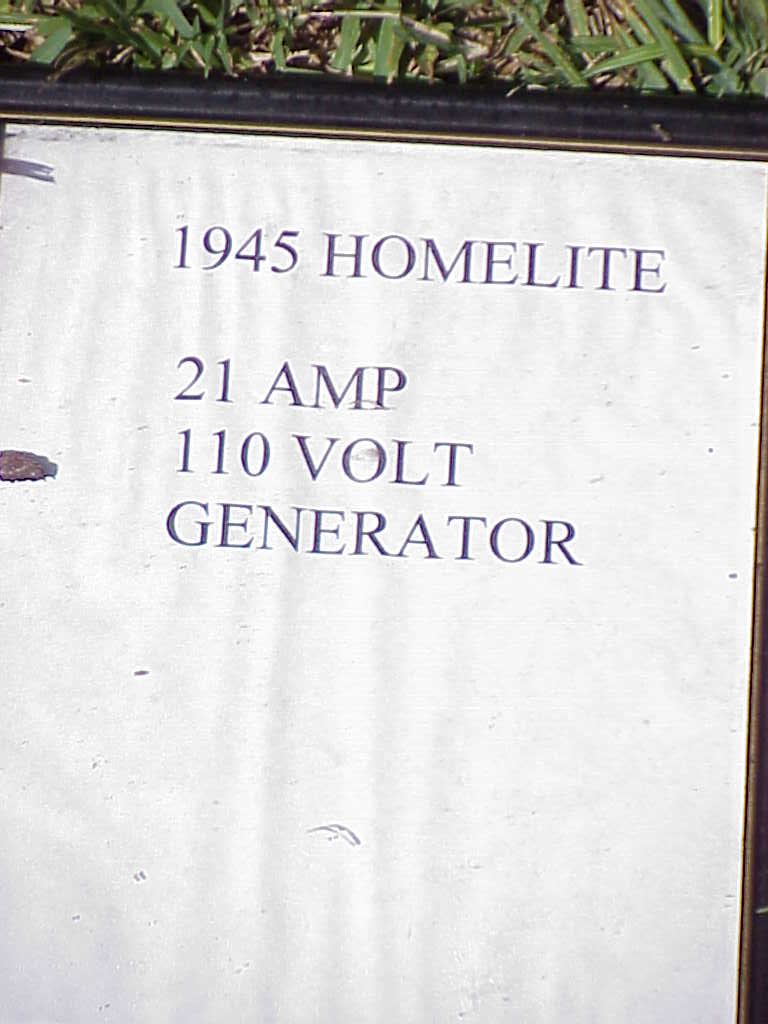 1945 HOMELITE
21 AMP
110 VOLT
GENERATOR